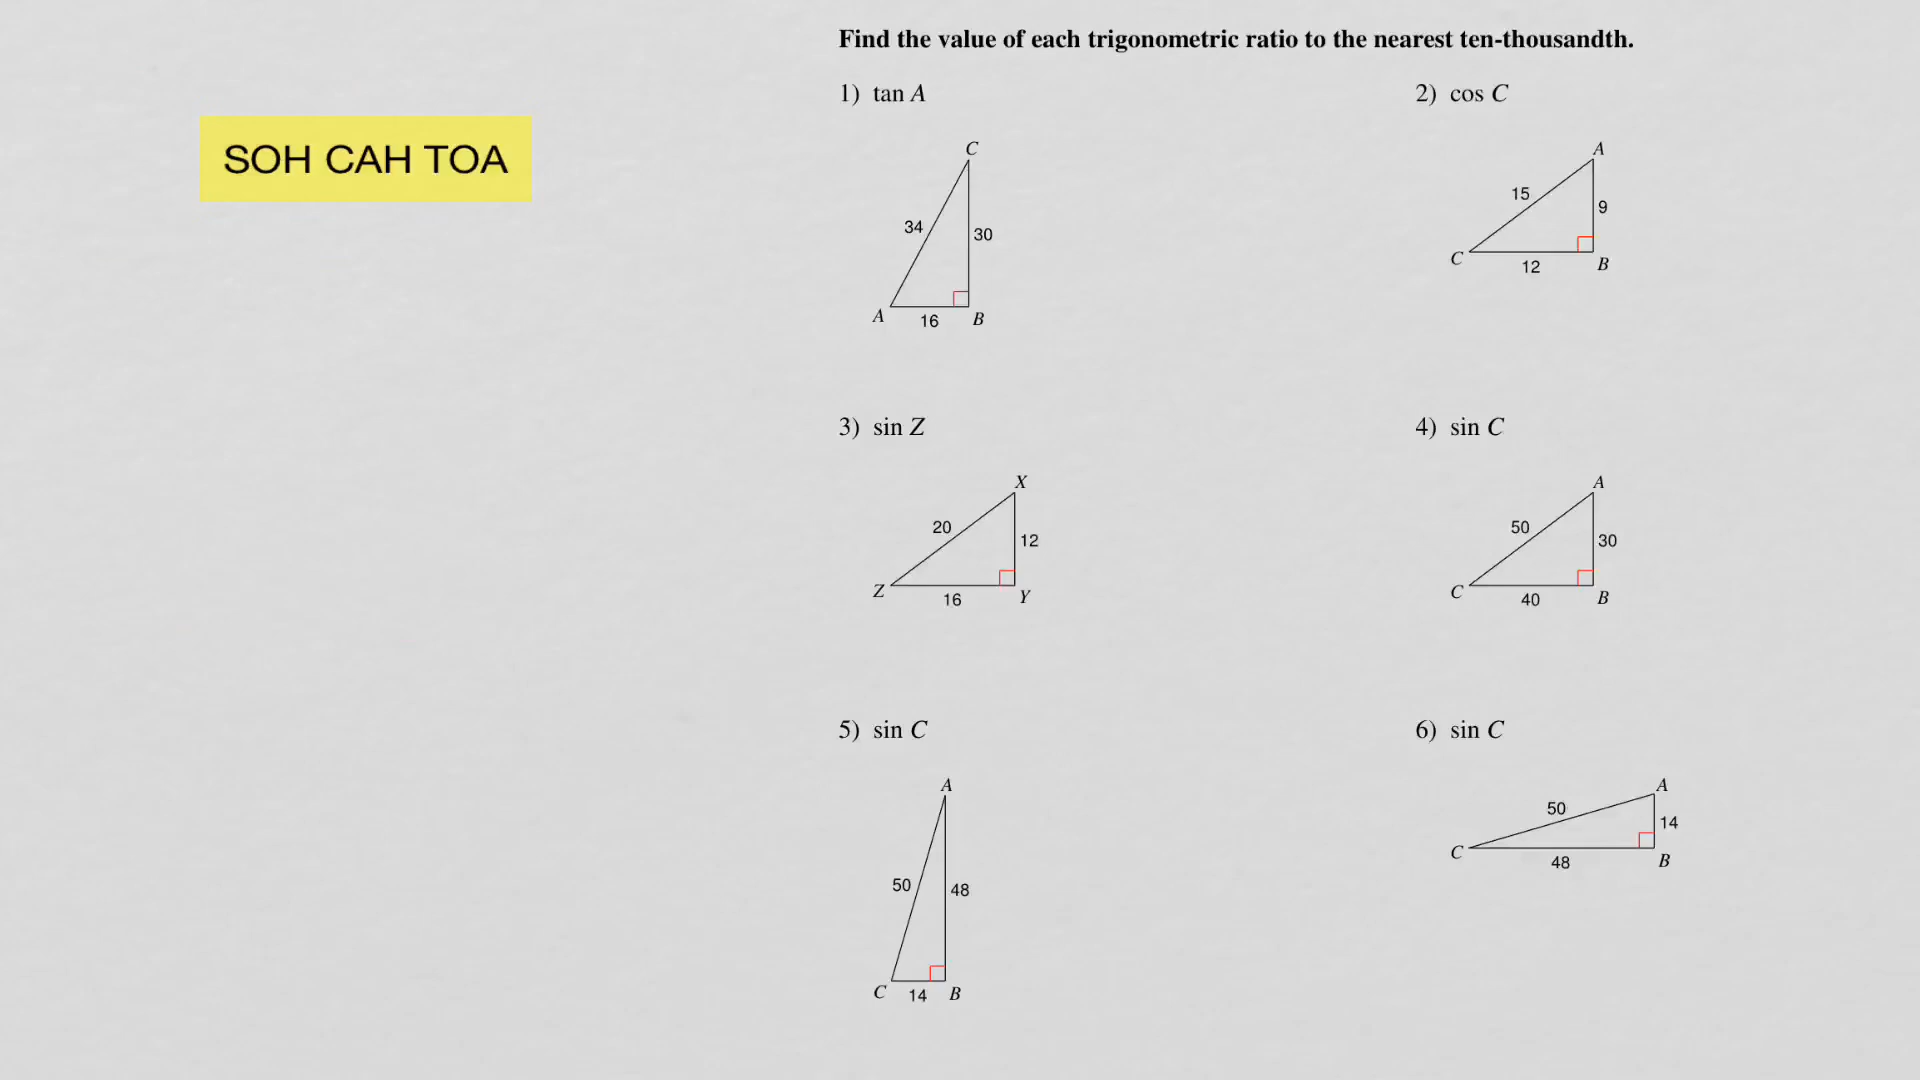 Find the value of each trigonometric ratio to the nearest ten-thousandth.
SOH CAH TOA
1) tan A
C
34
30
A
16
B
2) cos C
A
15
9
C
12
B
3) sin Z
X
20
12
Z
16
Y
4) sin C
A
50
30
C
40
B
5) sin C
A
50
48
C
14
B
6) sin C
A
50
14
C
48
B